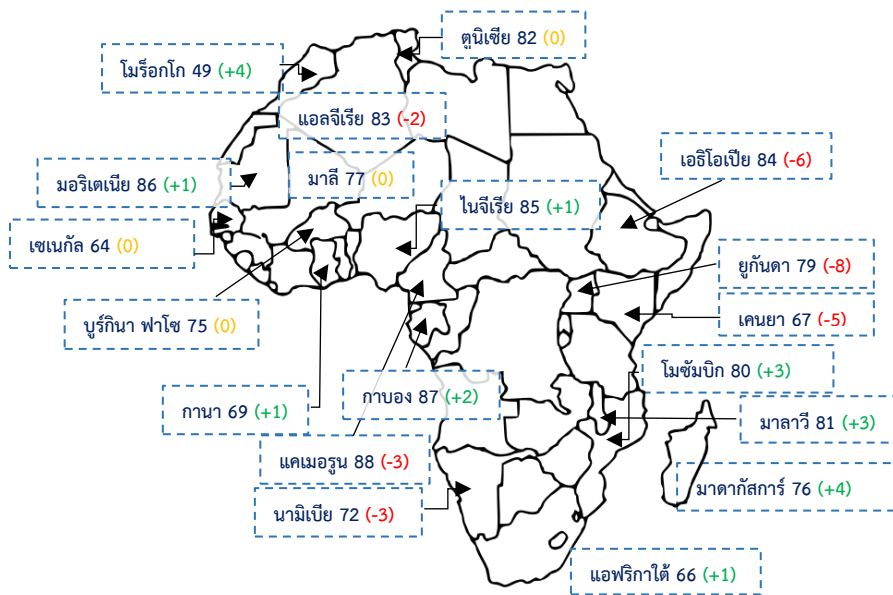 ตูนิเซีย 82 (0)
โมร็อกโก 49 (+4)
แอลจีเรีย 83 (-2)
เอธิโอเปีย 84 (-6)
มอริเตเนีย 86 (+1)
มาลี 77 (0)
ไนจีเรีย 85 (+1)
เซเนกัล 64 (0)
ยูกันดา 79 (-8)
บูร์กินา ฟาโซ 75 (0)
เคนยา 67 (-5)
โมซัมบิก 80 (+3)
กานา 69 (+1)
กาบอง 87 (+2)
มาลาวี 81 (+3)
แคเมอรูน 88 (-3)
มาดากัสการ์ 76 (+4)
นามิเบีย 72 (-3)
แอฟริกาใต้ 66 (+1)